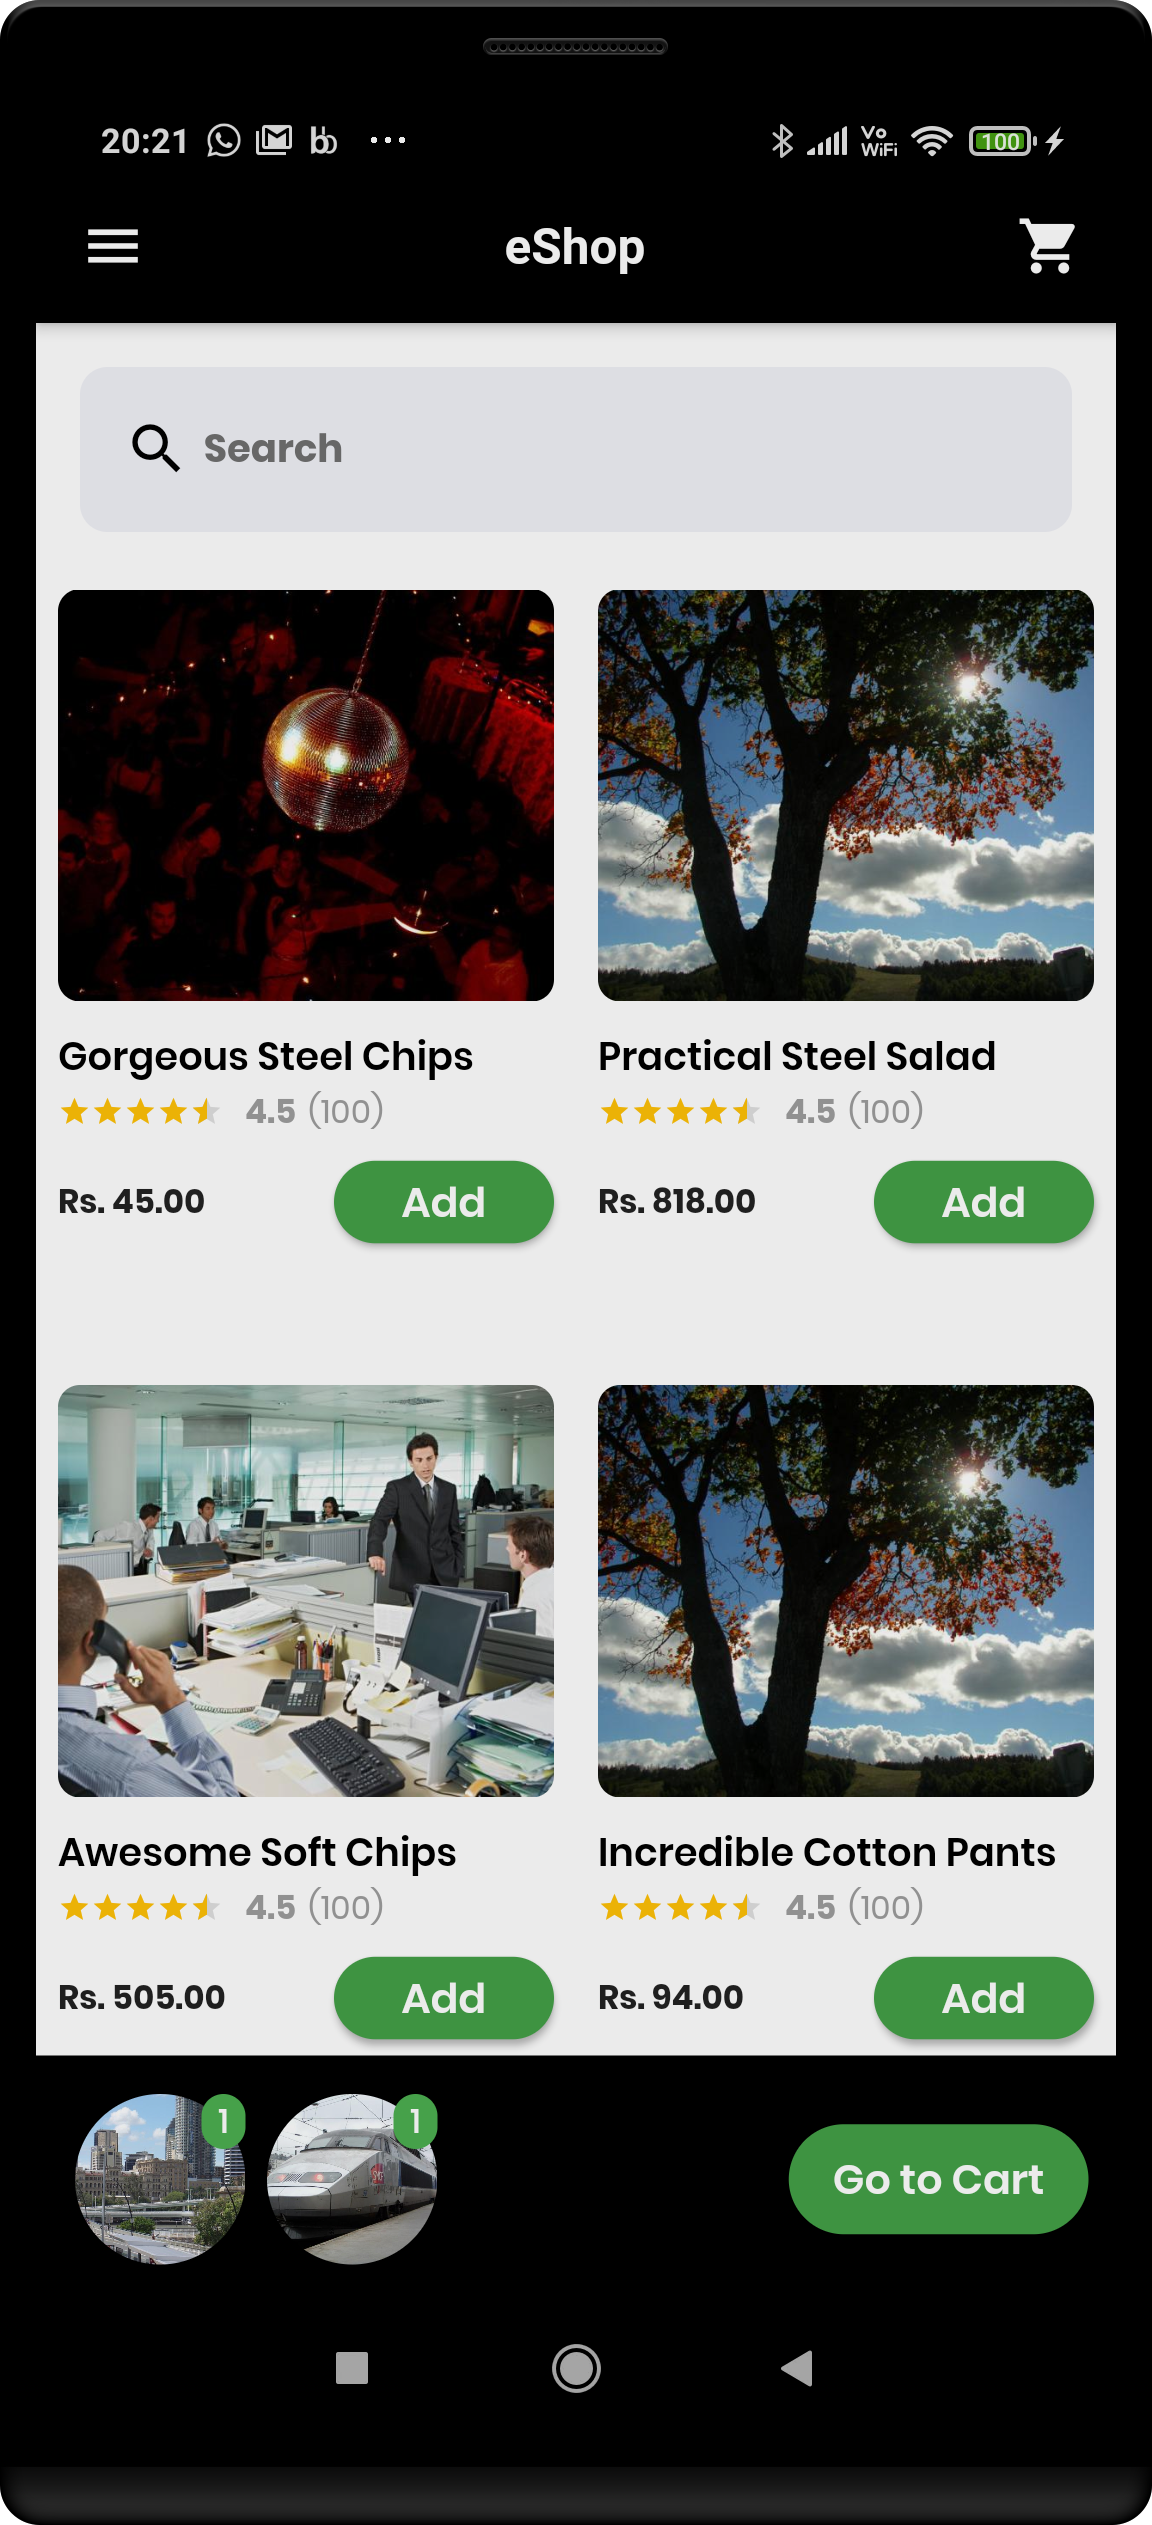 20:21
Vo
WiFi
100
eShop
Search
Gorgeous Steel Chips
4.5 (100)
Rs. 45.00
Add
Practical Steel Salad
4.5 (100)
Rs. 818.00
Add
Awesome Soft Chips
4.5 (100)
Rs. 505.00
Add
Incredible Cotton Pants
4.5 (100)
Rs. 94.00
Add
1
1
Go to Cart